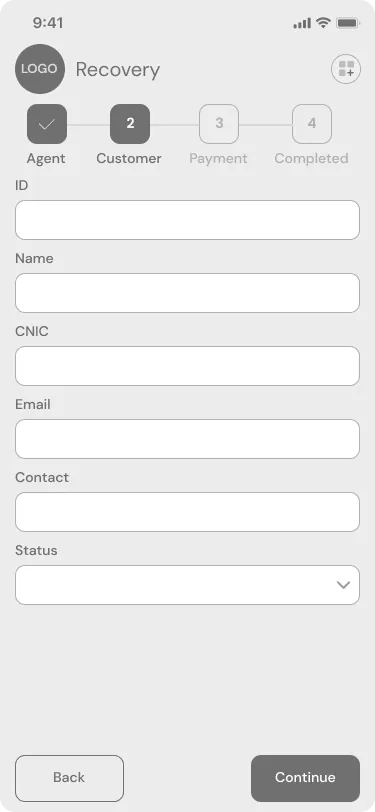 9:41
LOGO Recovery
2 3 4
Agent Customer Payment Completed
ID
Name
CNIC
Email
Contact
Status
Back Continue